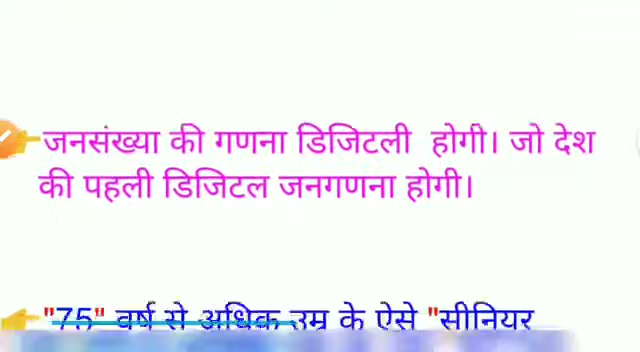 जनसंख्या की गणना डिजिटली होगी। जो देश
की पहली डिजिटल जनगणना होगी।
"75" वर्ष से अधिक उम्र के ऐसे "सीनियर